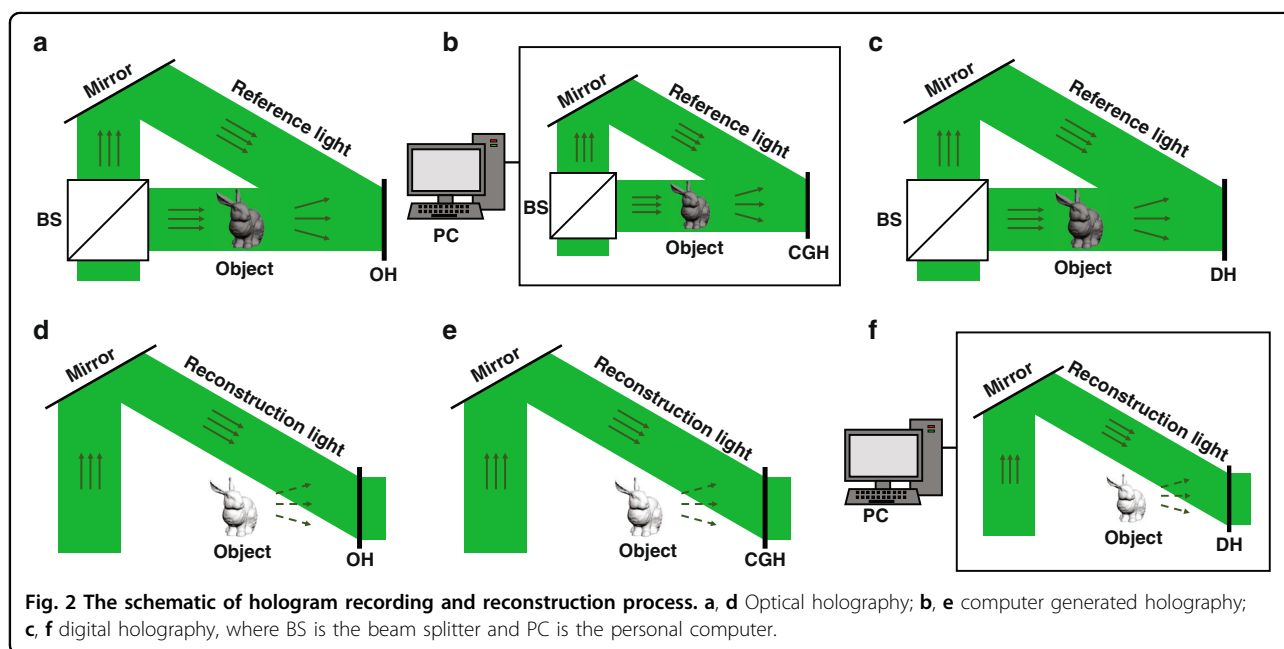 a
Mirror
Reference light
BS
Object
OH
b
PC
Mirror
Reference light
BS
Object
CGH
c
Mirror
Reference light
BS
Object
DH
d
Mirror
Reconstruction light
Object
OH
e
Mirror
Reconstruction light
Object
CGH
f
PC
Mirror
Reconstruction light
Object
DH
Fig. 2 The schematic of hologram recording and reconstruction process. a, d Optical holography; b, e computer generated holography;
c, f digital holography, where BS is the beam splitter and PC is the personal computer.